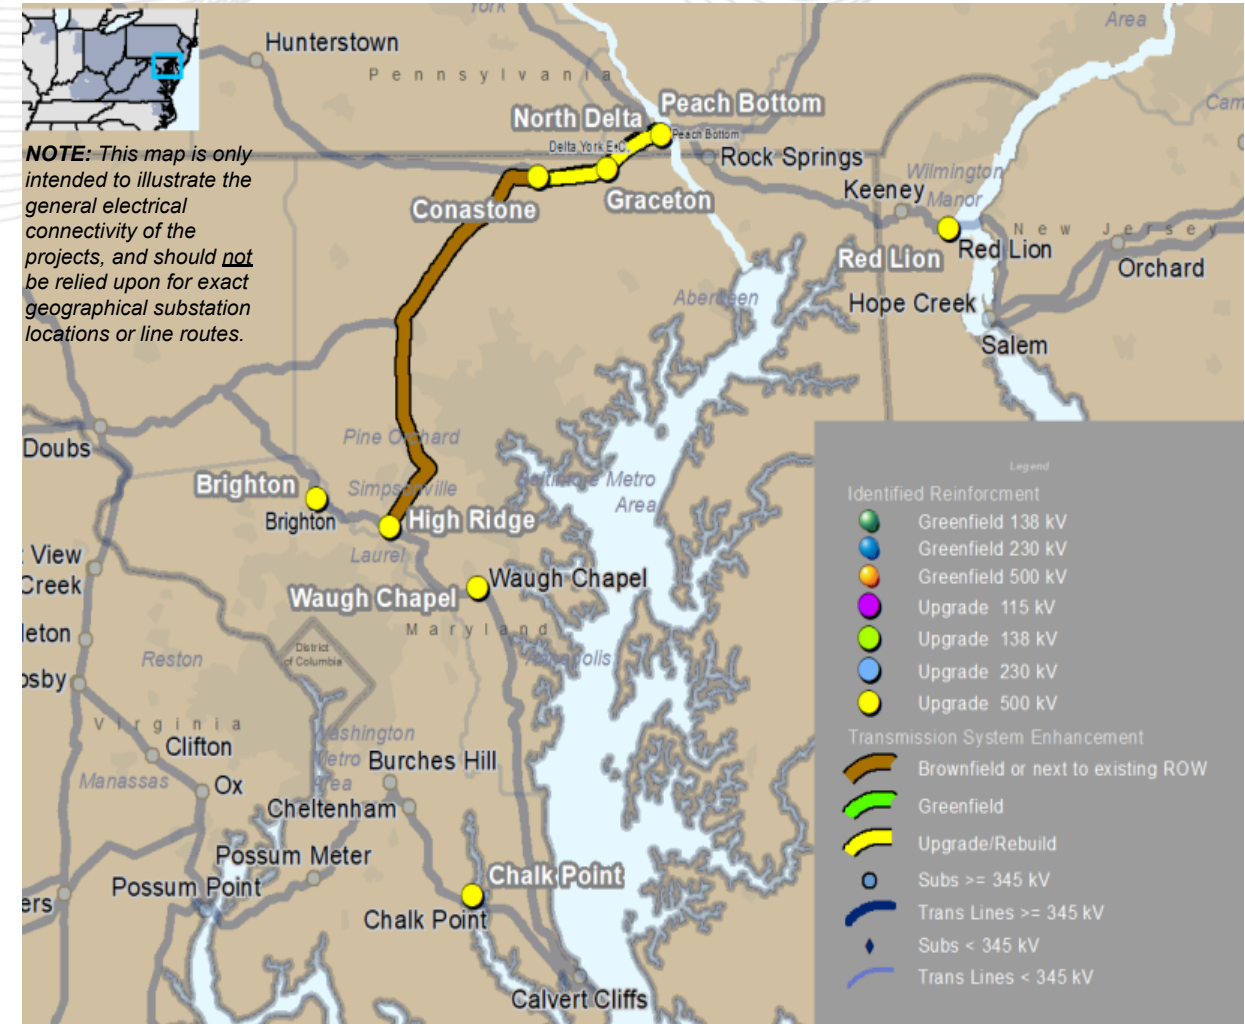 York
Area
Hunterstown
Pennsylvania
Peach Bottom
North Delta
Peach Bottom
Delta York E.C.
Cam
NOTE: This map is only
intended to illustrate the
general electrical
connectivity of the
projects, and should not
be relied upon for exact
geographical substation
locations or line routes.
Rock Springs
Wilmington
Manor
Keeney
Graceton
Conastone
New Jersey
Red Lion
Red Lion
Orchard
Aberdeen
Hope Creek
Salem
Doubs
Pine Orchard
Brighton
Simpsonville
Baltimore Metro
Area
Brighton
High Ridge
Laurel
View
Creek
Waugh Chapel
Waugh Chapel
Maryland
leton
District
of Columbia
Reston
Annapolis
osby
Virginia
Washington
Metro
Area
Clifton
Burches Hill
Manassas
Ox
Cheltenham
Possum Meter
Possum Point
Chalk Point
ers
Chalk Point
Calvert Cliffs
Legend
Identified Reinforcment
Greenfield 138 kV
Greenfield 230 kV
Greenfield 500 kV
Upgrade 115 kV
Upgrade 138 kV
Upgrade 230 kV
Upgrade 500 kV
Transmission System Enhancement
Brownfield or next to existing ROW
Greenfield
Upgrade/Rebuild
Subs >= 345 kV
Trans Lines >= 345 kV
Subs < 345 kV
Trans Lines < 345 kV